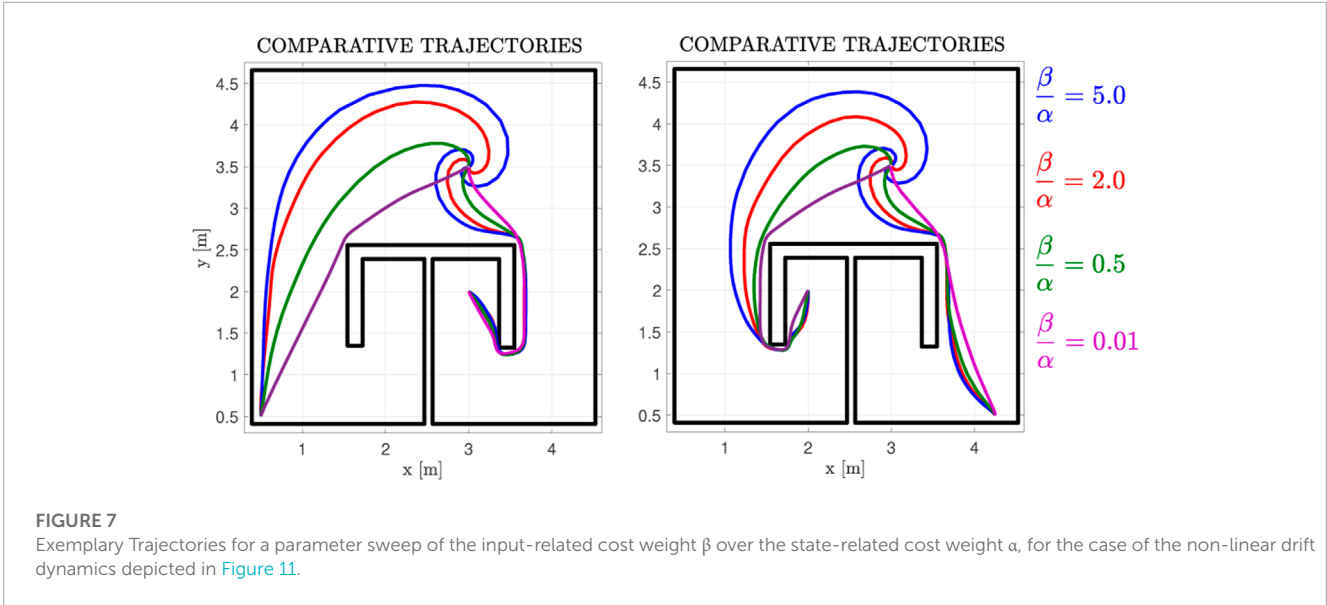 COMPARATIVE TRAJECTORIES
4.5
4
3.5
3
2.5
2
1.5
1
0.5
y [m]
1 2 3 4
x [m]
COMPARATIVE TRAJECTORIES
4.5
4
3.5
3
2.5
2
1.5
1
0.5
1 2 3 4
x [m]
β/α = 5.0
β/α = 2.0
β/α = 0.5
β/α = 0.01
FIGURE 7
Exemplary Trajectories for a parameter sweep of the input-related cost weight β over the state-related cost weight α, for the case of the non-linear drift
dynamics depicted in Figure 11.